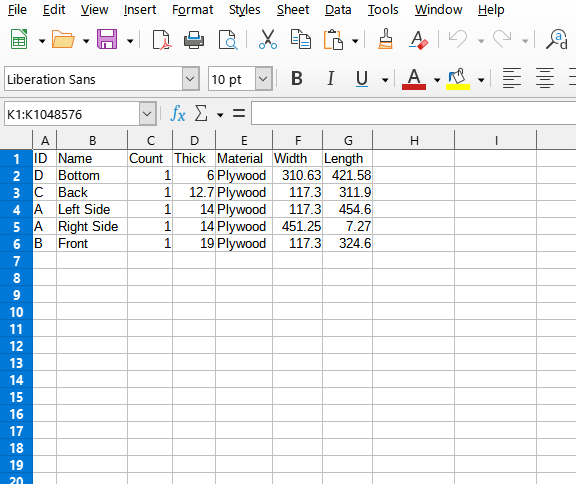 File Edit View Insert Format Styles Sheet Data Tools Window Help
Liberation Sans 10 pt B I U A
K1:K1048576 fx Σ =
A B C D E F G H I
1 ID Name Count Thick Material Width Length
2 D Bottom 1 6 Plywood 310.63 421.58
3 C Back 1 12.7 Plywood 117.3 311.9
4 A Left Side 1 14 Plywood 117.3 454.6
5 A Right Side 1 14 Plywood 451.25 7.27
6 B Front 1 19 Plywood 117.3 324.6
7
8
9
10
11
12
13
14
15
16
17
18
19
20